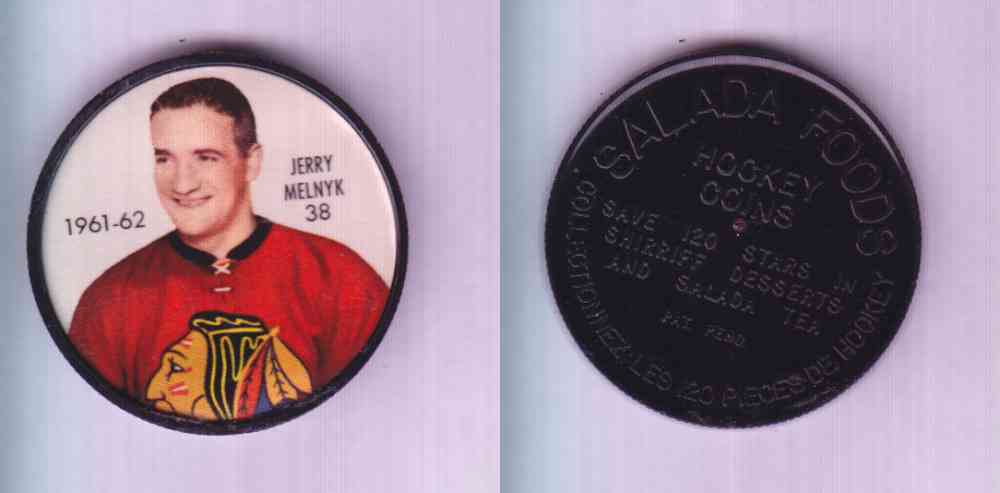 1961-62
JERRY
MELNYK
38
SALADA FOODS
HOCKEY
COINS
SAVE 120 STARS IN
SHIRRIFF DESSERTS
AND SALADA TEA
PAT. PEND.
COLLECTIONNEZ LES 120 PIECES DE HOCKEY